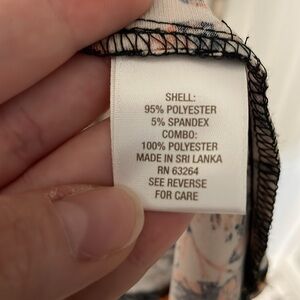 SHELL:
95% POLYESTER
5% SPANDEX
COMBO:
100% POLYESTER
MADE IN SRI LANKA
RN 63264
SEE REVERSE
FOR CARE